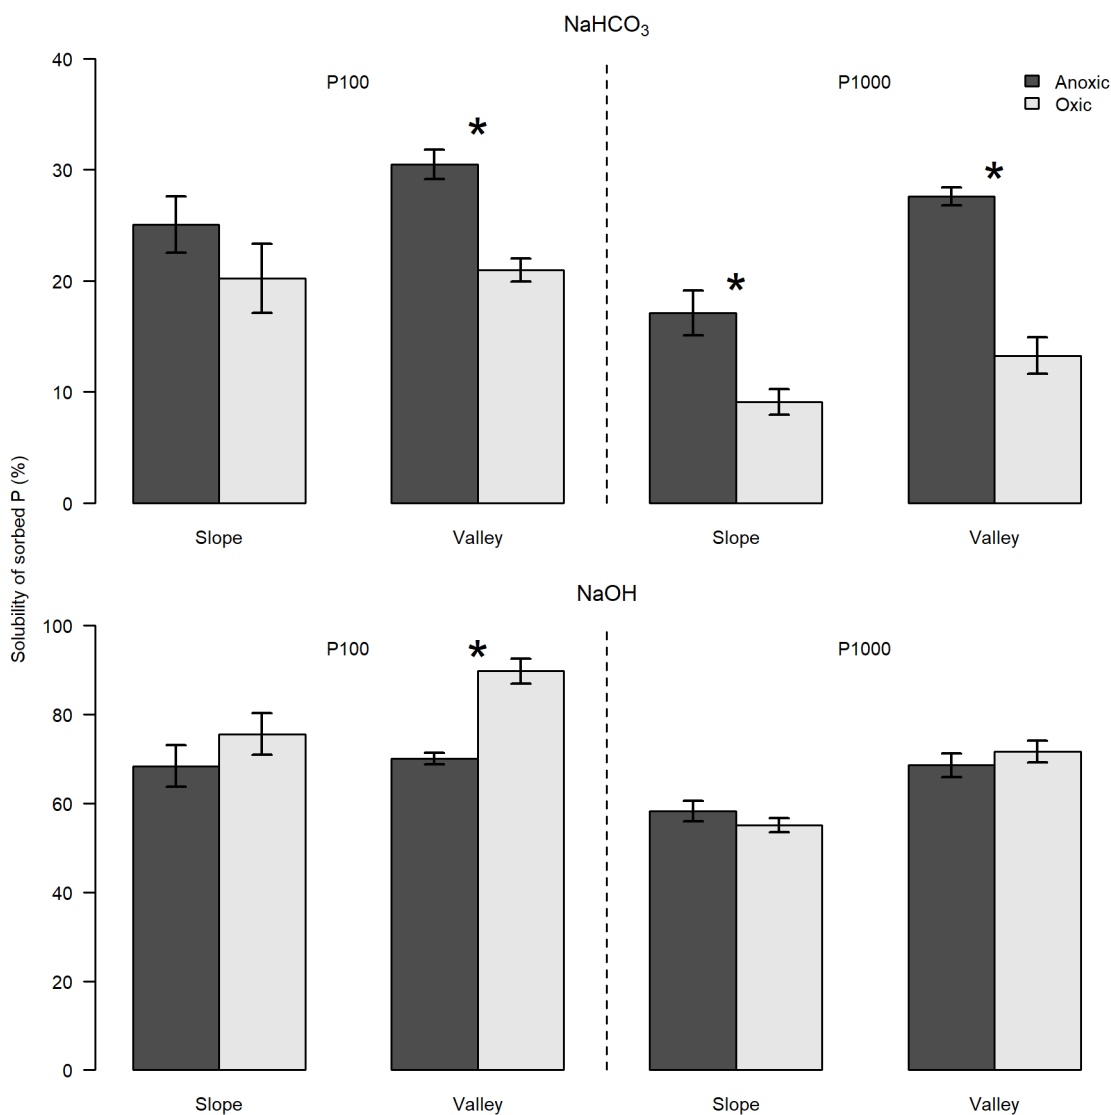 NaHCO₃
40
30
20
10
0
P100
P1000
Anoxic
Oxic
*
*
*
Slope
Valley
Slope
Valley
Solubility of sorbed P (%)
NaOH
100
80
60
40
20
0
P100
P1000
*
Slope
Valley
Slope
Valley